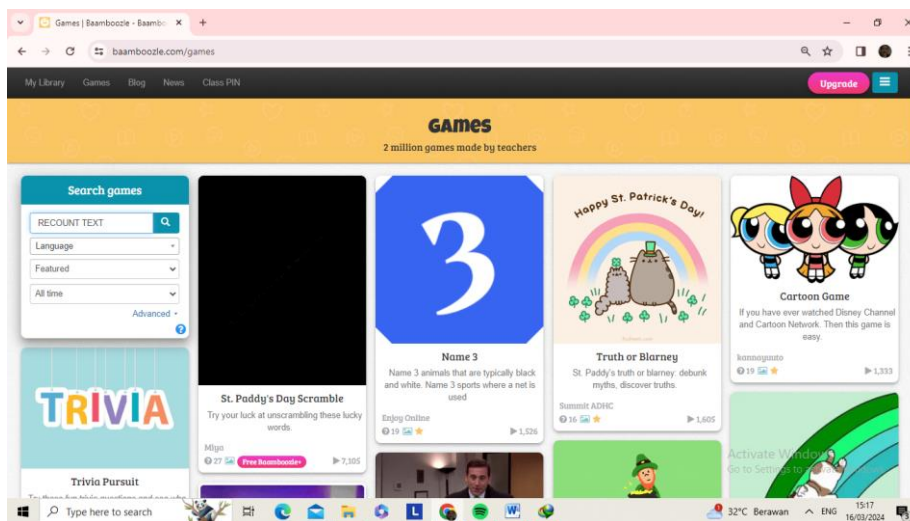 Games | Baamboozle - Baambo
baamboozle.com/games
My Library Games Blog News Class PIN
Upgrade
GAMES
2 million games made by teachers
Search games
RECOUNT TEXT
Language
Featured
All time
Advanced
TRIVIA
Trivia Pursuit
St. Paddy's Day Scramble
Try your luck at unscrambling these lucky
words.
Miyo
27 Free Baamboozle+ 7,105
3
Name 3
Name 3 animals that are typically black
and white. Name 3 sports where a net is
used
Enjoy Online
19 1,526
Happy St. Patrick's Day!
Truth or Blarney
St. Paddy's truth or blarney: debunk
myths, discover truths.
Summit ADHC
16 1,605
Cartoon Game
If you have ever watched Disney Channel
and Cartoon Network. Then this game is
easy.
kannayuuto
19 1,333
Activate Windows
Go to Settings to activate Windows.
Type here to search
32°C Berawan ENG
15:17
16/03/2024